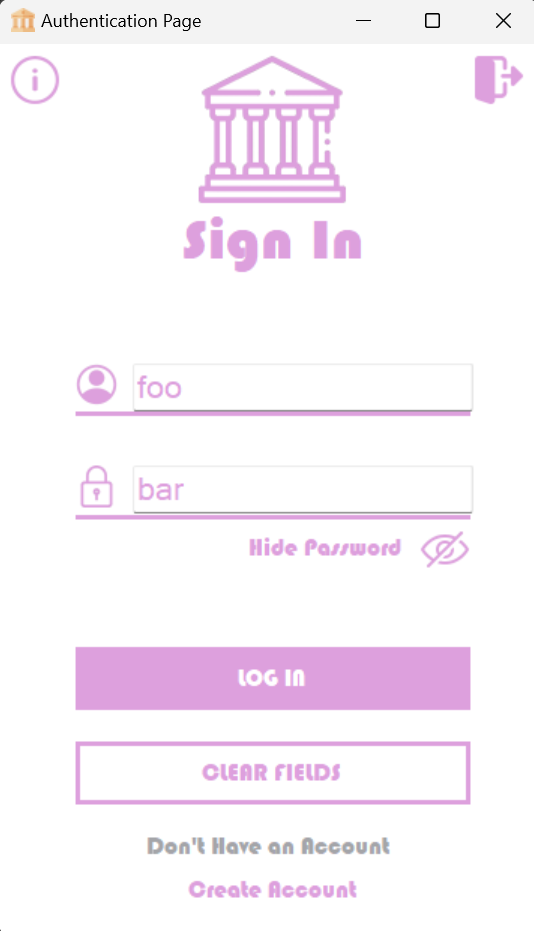 Authentication Page
Sign In
foo
bar
Hide Password
LOG IN
CLEAR FIELDS
Don't Have an Account
Create Account